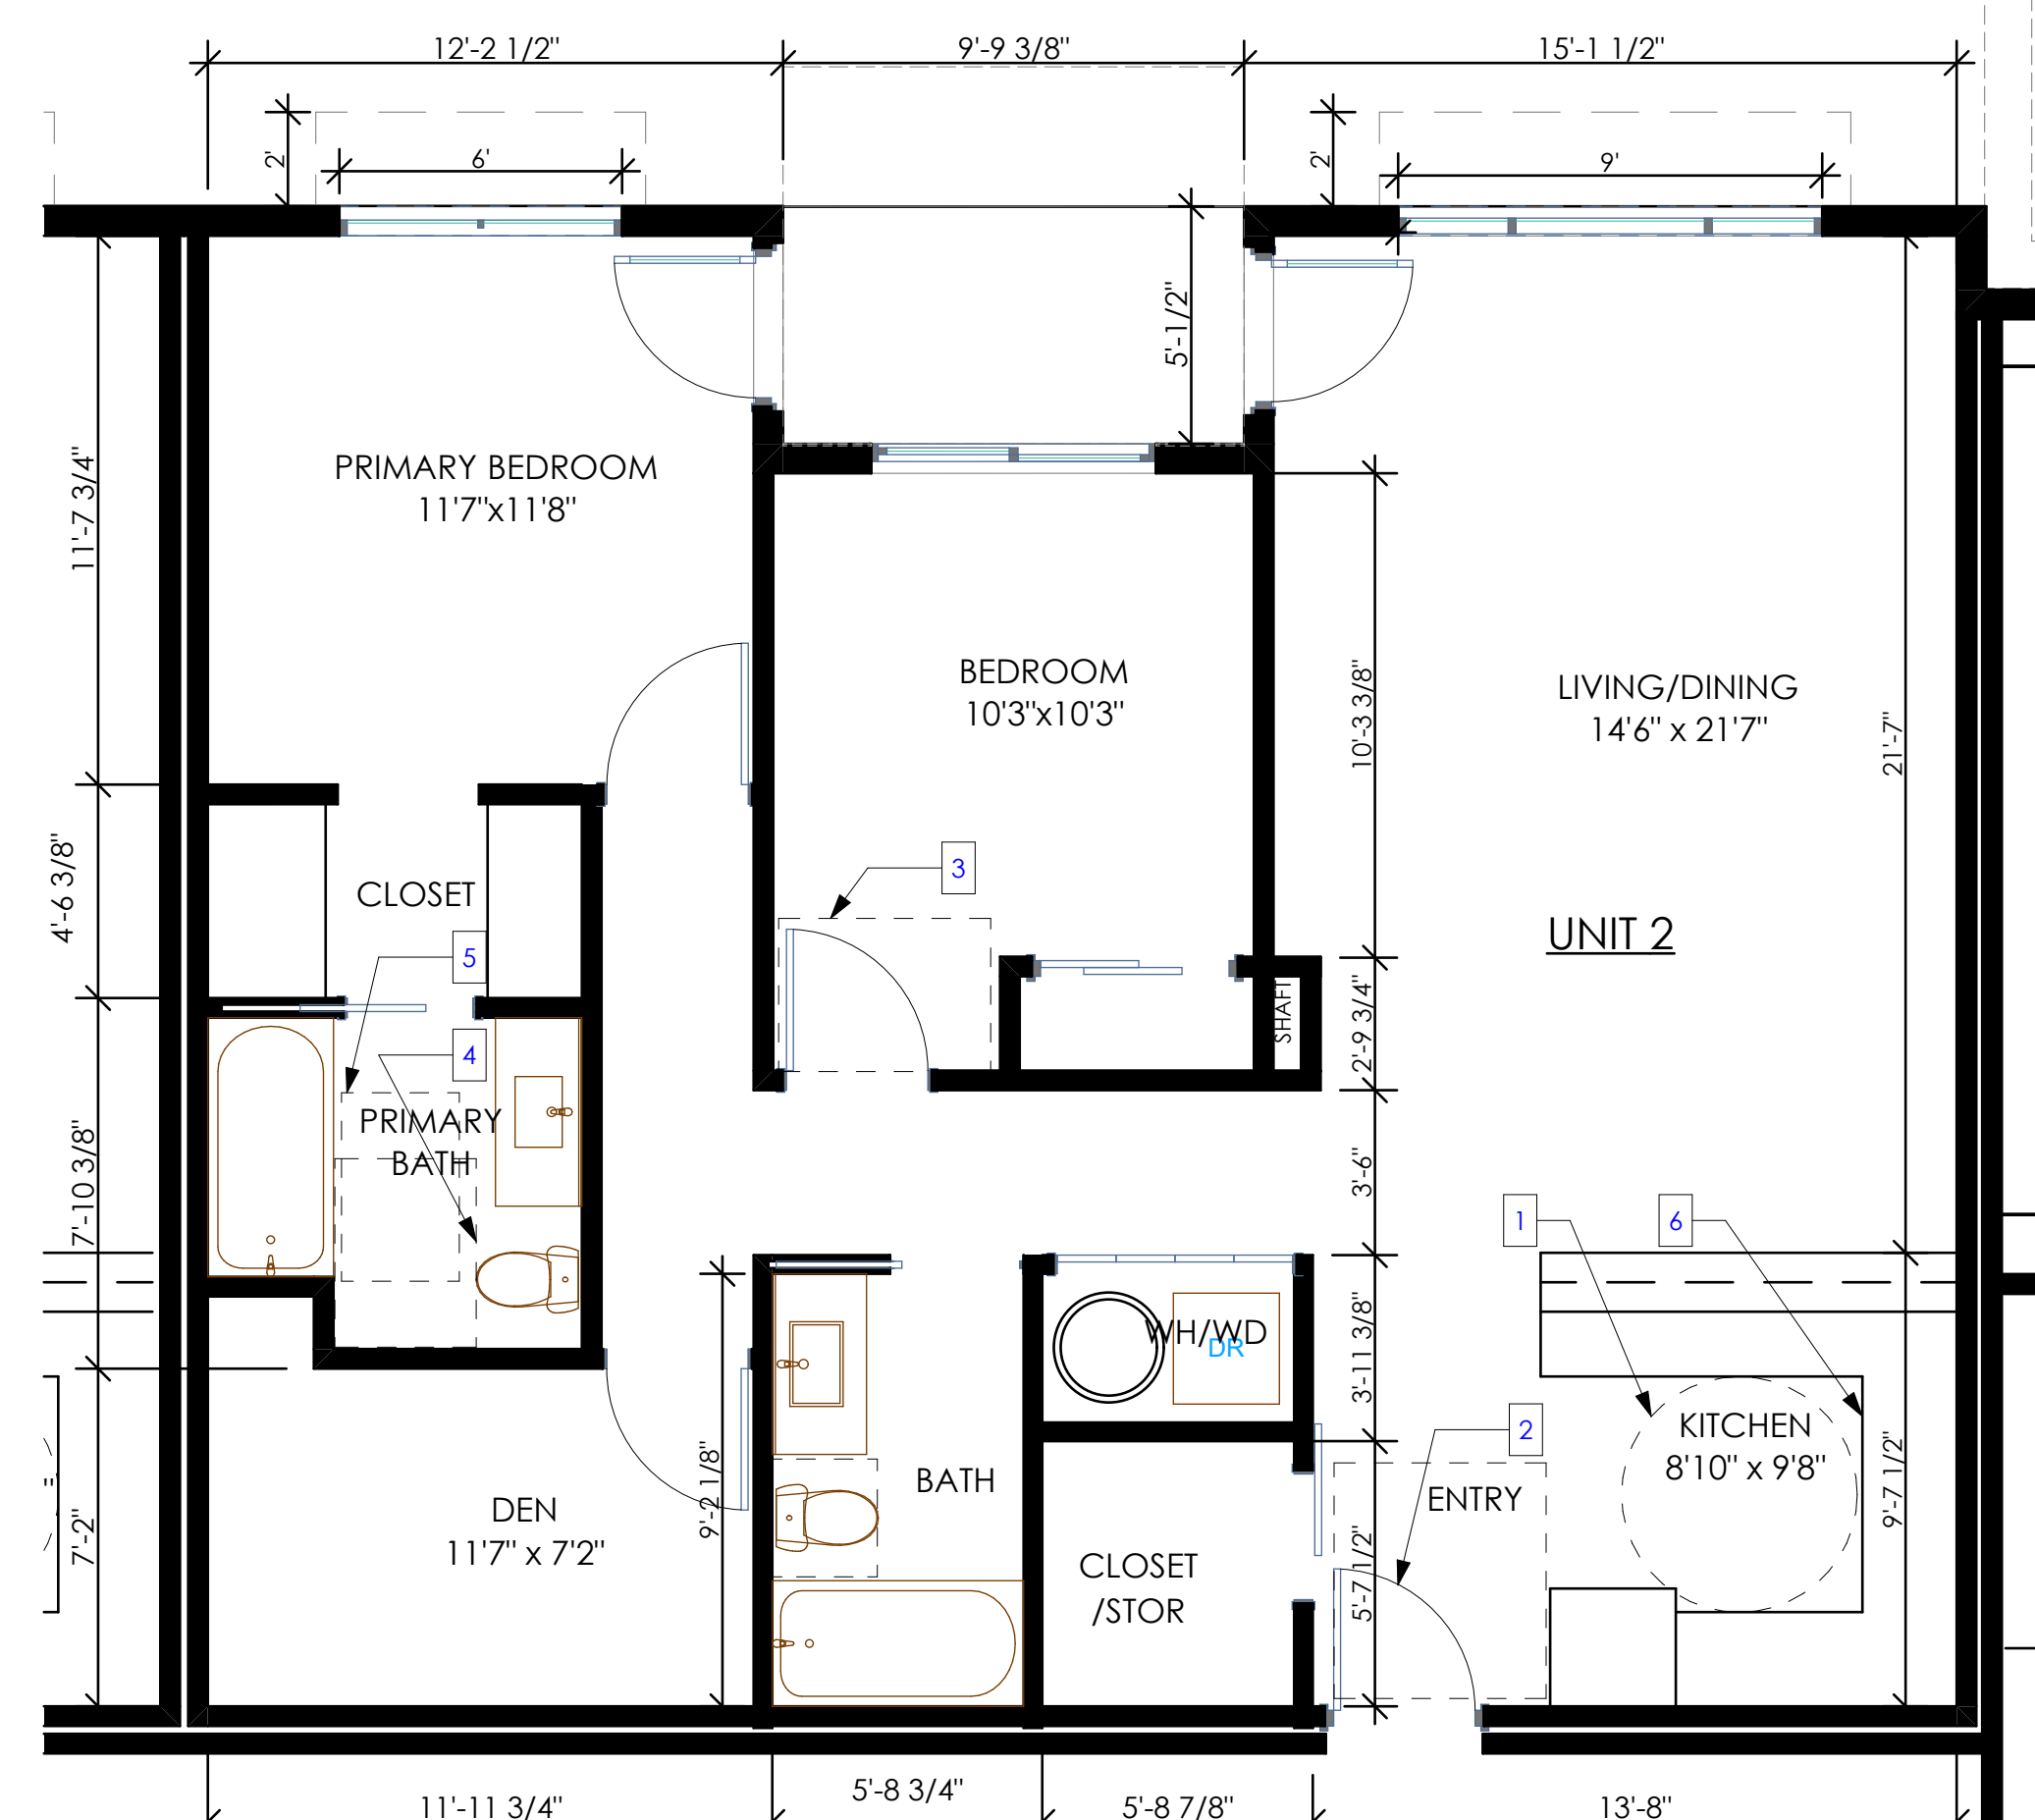 12'-2 1/2"
9'-9 3/8"
15'-1 1/2"
2'
6'
2'
9'
5'-1/2"
11'-7 3/4"
PRIMARY BEDROOM
11'7"x11'8"
BEDROOM
10'3"x10'3"
10'-3 3/8"
LIVING/DINING
14'6" x 21'7"
21'-7"
4'-6 3/8"
CLOSET
3
UNIT 2
5
SHAFT
2'-9 3/4"
4
PRIMARY
BATH
7'-10 3/8"
3'-6"
1
6
WH/WD
DR
3'-11 3/8"
KITCHEN
8'10" x 9'8"
2
ENTRY
9'-7 1/2"
BATH
9'-2 1/8"
DEN
11'7" x 7'2"
7'-2"
"
CLOSET
/STOR
5'-7 1/2"
11'-11 3/4"
5'-8 3/4"
5'-8 7/8"
13'-8"